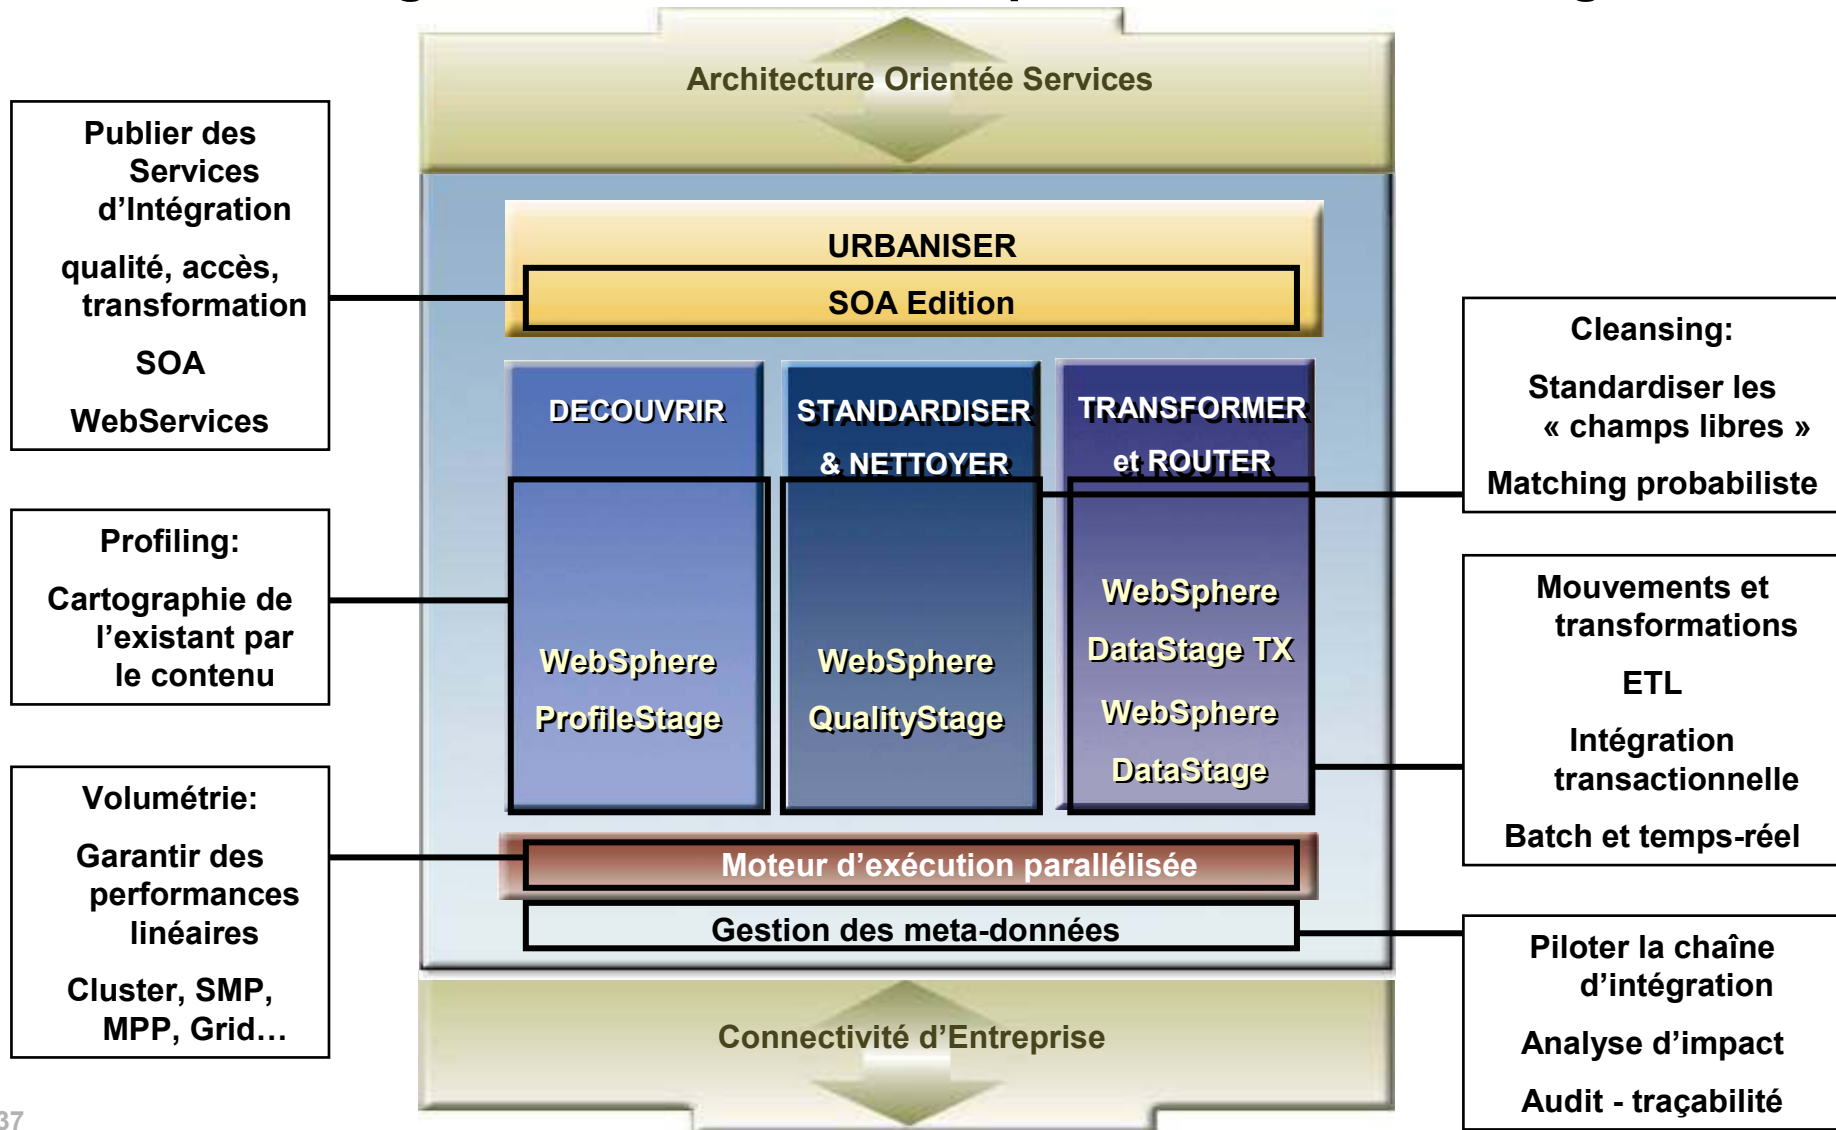 Architecture Orientée Services
Publier des
Services
d’Intégration
qualité, accès,
transformation
SOA
WebServices
URBANISER
SOA Edition
Cleansing:
Standardiser les
« champs libres »
Matching probabiliste
DECOUVRIR
WebSphere
ProfileStage
STANDARDISER
& NETTOYER
WebSphere
QualityStage
TRANSFORMER
et ROUTER
WebSphere
DataStage TX
WebSphere
DataStage
Profiling:
Cartographie de
l’existant par
le contenu
Mouvements et
transformations
ETL
Intégration
transactionnelle
Batch et temps-réel
Volumétrie:
Garantir des
performances
linéaires
Cluster, SMP,
MPP, Grid…
Moteur d’exécution parallélisée
Gestion des meta-données
Piloter la chaîne
d’intégration
Analyse d’impact
Audit - traçabilité
Connectivité d’Entreprise
37